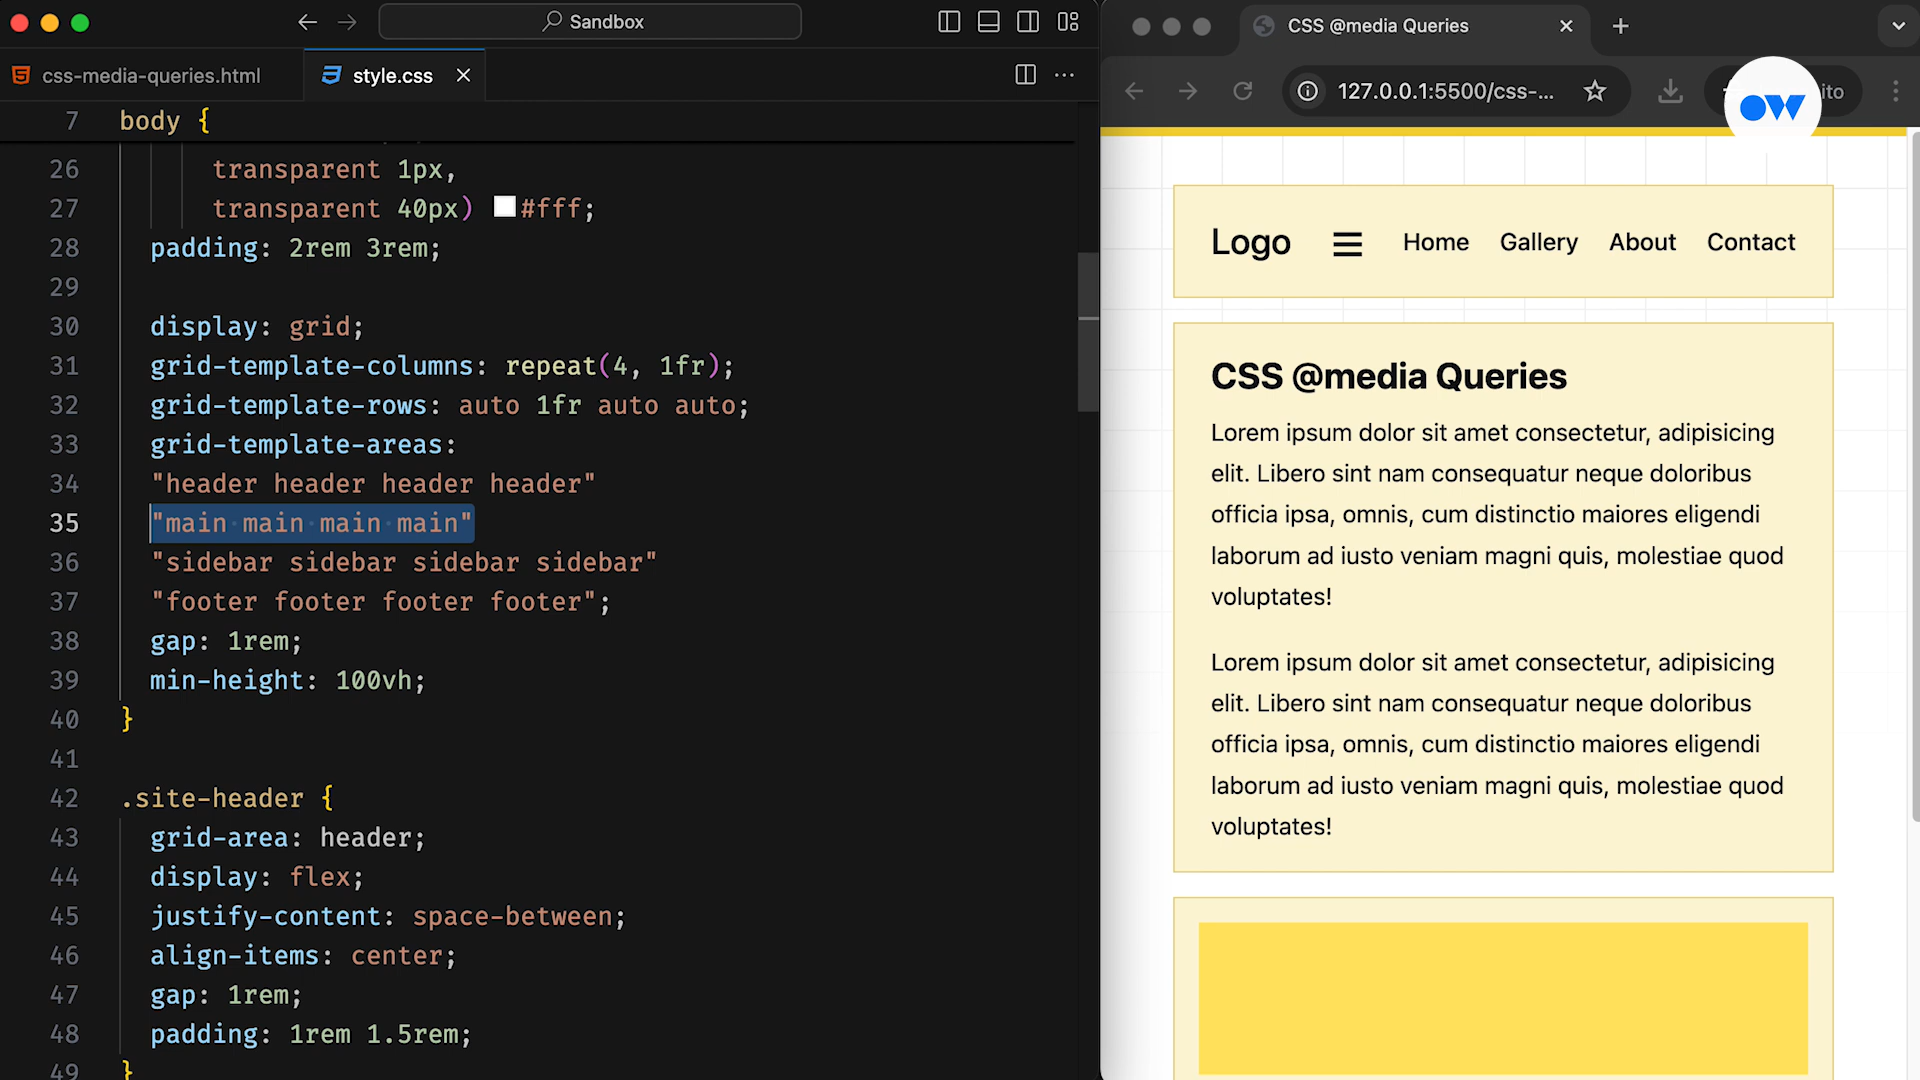 Sandbox
css-media-queries.html
style.css
7 body {
26 transparent 1px,
27 transparent 40px) #fff;
28 padding: 2rem 3rem;
29
30 display: grid;
31 grid-template-columns: repeat(4, 1fr);
32 grid-template-rows: auto 1fr auto auto;
33 grid-template-areas:
34 "header header header header"
35 "main main main main"
36 "sidebar sidebar sidebar sidebar"
37 "footer footer footer footer";
38 gap: 1rem;
39 min-height: 100vh;
40 }
41
42 .site-header {
43 grid-area: header;
44 display: flex;
45 justify-content: space-between;
46 align-items: center;
47 gap: 1rem;
48 padding: 1rem 1.5rem;
49 }
CSS @media Queries
127.0.0.1:5500/css-...
OW
ito
Logo Home Gallery About Contact
CSS @media Queries
Lorem ipsum dolor sit amet consectetur, adipisicing
elit. Libero sint nam consequatur neque doloribus
officia ipsa, omnis, cum distinctio maiores eligendi
laborum ad iusto veniam magni quis, molestiae quod
voluptates!
Lorem ipsum dolor sit amet consectetur, adipisicing
elit. Libero sint nam consequatur neque doloribus
officia ipsa, omnis, cum distinctio maiores eligendi
laborum ad iusto veniam magni quis, molestiae quod
voluptates!